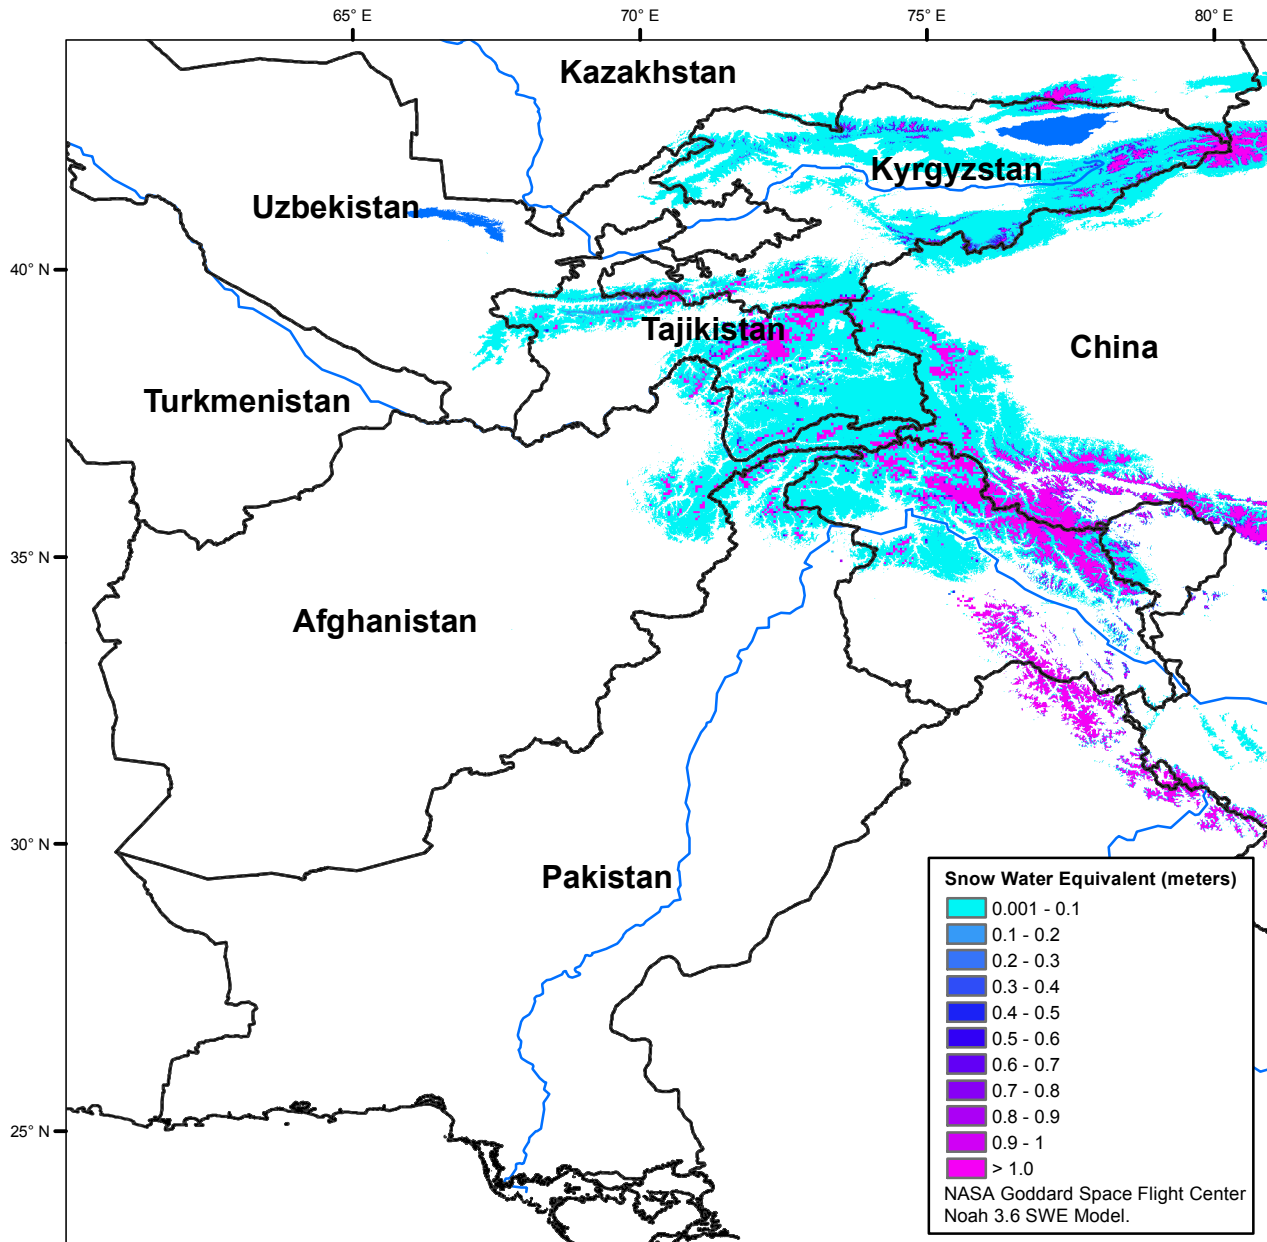 65° E
70° E
75° E
80° E
Kazakhstan
Kyrgyzstan
Uzbekistan
40° N
Tajikistan
China
Turkmenistan
35° N
Afghanistan
30° N
Pakistan
Snow Water Equivalent (meters)
0.001 - 0.1
0.1 - 0.2
0.2 - 0.3
0.3 - 0.4
0.4 - 0.5
0.5 - 0.6
0.6 - 0.7
0.7 - 0.8
0.8 - 0.9
0.9 - 1
> 1.0
NASA Goddard Space Flight Center
Noah 3.6 SWE Model.
25° N